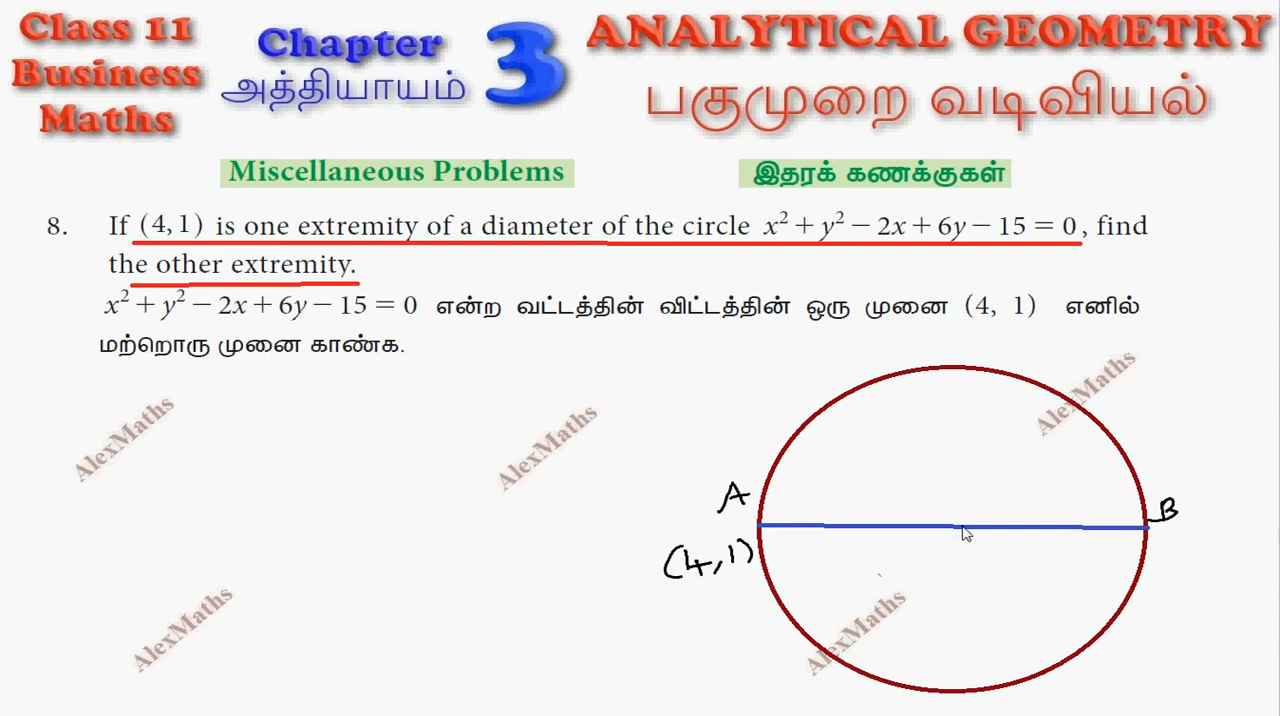 Class 11
Business
Maths
Chapter
அத்தியாயம்
3
ANALYTICAL GEOMETRY
பகுமுறை வடிவியல்
Miscellaneous Problems
இதரக் கணக்குகள்
8. If (4, 1) is one extremity of a diameter of the circle x² + y² − 2x + 6y − 15 = 0, find
the other extremity.
x² + y² − 2x + 6y − 15 = 0 என்ற வட்டத்தின் விட்டத்தின் ஒரு முனை (4, 1) எனில்
மற்றொரு முனை காண்க.
AlexMaths
AlexMaths
AlexMaths
A
B
(4,1)
AlexMaths
AlexMaths